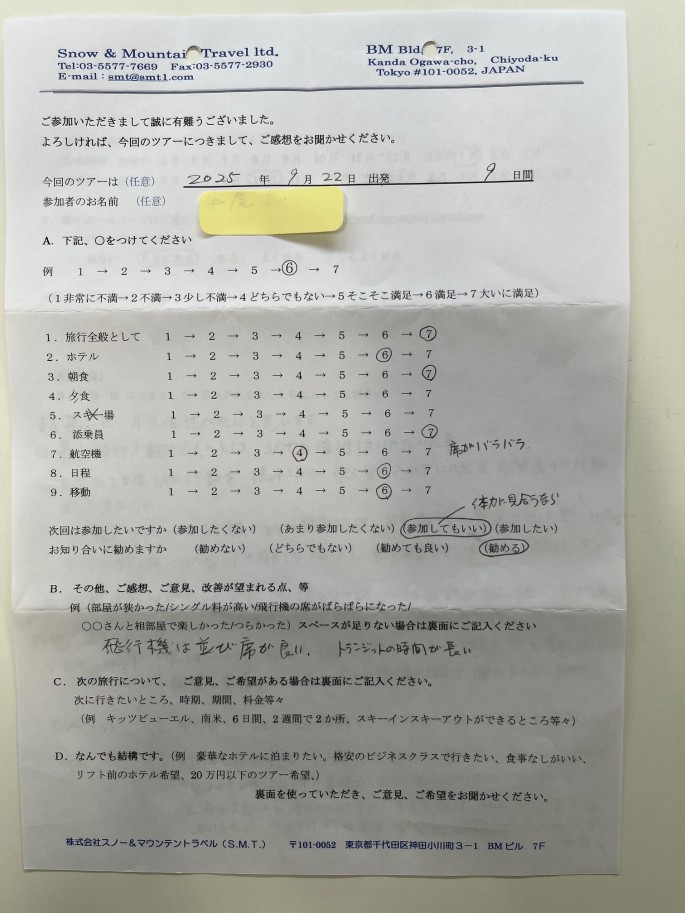 Snow & Mountain Travel ltd.
Tel:03-5577-7669 Fax:03-5577-2930
E-mail : smt@smt1.com
BM Bldg 7F, 3-1
Kanda Ogawa-cho, Chiyoda-ku
Tokyo #101-0052, JAPAN
ご参加いただきまして誠に有難うございました。
よろしければ、今回のツアーにつきまして、ご感想をお聞かせください。
今回のツアーは（任意） 2025 年 9 月 22 日 出発 9 日間
参加者のお名前 （任意）
A. 下記、○をつけてください
例 1 → 2 → 3 → 4 → 5 → ⑥ → 7
（1非常に不満→2不満→3少し不満→4どちらでもない→5そこそこ満足→6満足→7大いに満足）
1. 旅行全般として 1 → 2 → 3 → 4 → 5 → 6 → ⑦
2. ホテル 1 → 2 → 3 → 4 → 5 → ⑥ → 7
3. 朝食 1 → 2 → 3 → 4 → 5 → 6 → ⑦
4. 夕食 1 → 2 → 3 → 4 → 5 → 6 → 7
5. スキー場 1 → 2 → 3 → 4 → 5 → 6 → 7
6. 添乗員 1 → 2 → 3 → 4 → 5 → 6 → ⑦
7. 航空機 1 → 2 → 3 → ④ → 5 → 6 → 7 席がバラバラ
8. 日程 1 → 2 → 3 → 4 → 5 → ⑥ → 7
9. 移動 1 → 2 → 3 → 4 → 5 → ⑥ → 7
体力に見合うなら
次回は参加したいですか（参加したくない）（あまり参加したくない）（参加してもいい）（参加したい）
お知り合いに勧めますか （勧めない） （どちらでもない） （勧めても良い） （勧める）
B. その他、ご感想、ご意見、改善が望まれる点、等
例（部屋が狭かった/シングル料が高い/飛行機の席がばらばらになった/
○○さんと相部屋で楽しかった/つらかった）スペースが足りない場合は裏面にご記入ください
飛行機は並び席が良い。 トランジットの時間が長い
C. 次の旅行について、 ご意見、ご希望がある場合は裏面にご記入ください。
次に行きたいところ、時期、期間、料金等々
（例 キッツビューエル、南米、6日間、2週間で2か所、スキーインスキーアウトができるところ等々）
D. なんでも結構です。（例 豪華なホテルに泊まりたい。格安のビジネスクラスで行きたい、食事なしがいい、
リフト前のホテル希望、20万円以下のツアー希望、）
裏面を使っていただき、ご意見、ご希望をお聞かせください。
株式会社スノー＆マウンテントラベル（S.M.T.） 〒101-0052 東京都千代田区神田小川町3－1 BMビル 7F